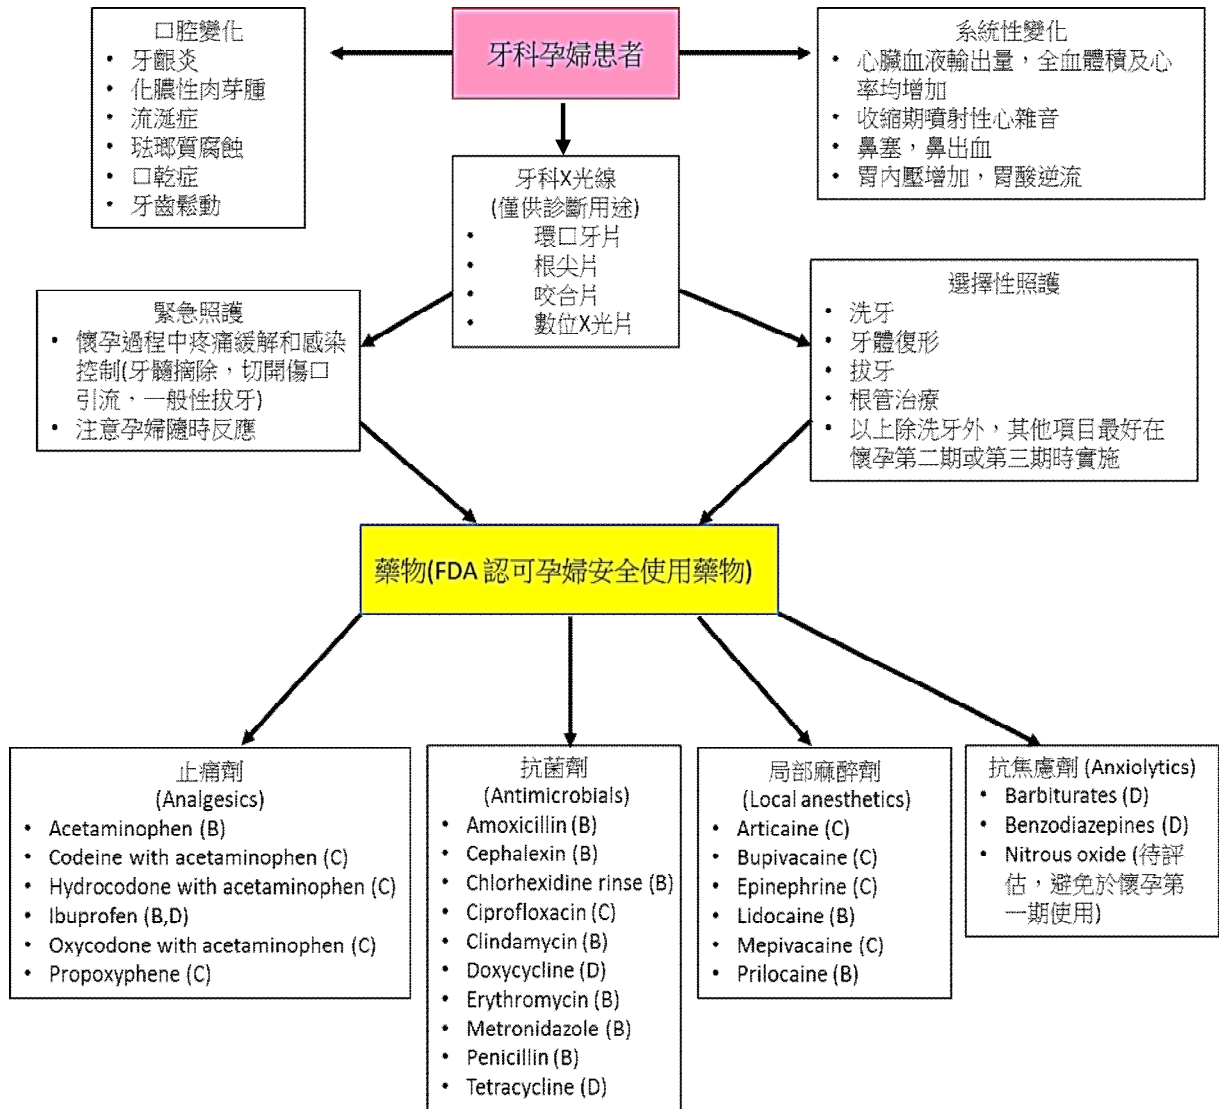 牙科孕婦患者
口腔變化
• 牙齦炎
• 化膿性肉芽腫
• 流涎症
• 琺瑯質腐蝕
• 口乾症
• 牙齒鬆動
系統性變化
• 心臟血液輸出量，全血體積及心
率均增加
• 收縮期噴射性心雜音
• 鼻塞，鼻出血
• 胃內壓增加，胃酸逆流
牙科X光線
(僅供診斷用途)
• 環口牙片
• 根尖片
• 咬合片
• 數位X光片
緊急照護
• 懷孕過程中疼痛緩解和感染
控制(牙髓摘除，切開傷口
引流，一般性拔牙)
• 注意孕婦隨時反應
選擇性照護
• 洗牙
• 牙體復形
• 拔牙
• 根管治療
• 以上除洗牙外，其他項目最好在
懷孕第二期或第三期時實施
藥物(FDA 認可孕婦安全使用藥物)
止痛劑
(Analgesics)
• Acetaminophen (B)
• Codeine with acetaminophen (C)
• Hydrocodone with acetaminophen (C)
• Ibuprofen (B,D)
• Oxycodone with acetaminophen (C)
• Propoxyphene (C)
抗菌劑
(Antimicrobials)
• Amoxicillin (B)
• Cephalexin (B)
• Chlorhexidine rinse (B)
• Ciprofloxacin (C)
• Clindamycin (B)
• Doxycycline (D)
• Erythromycin (B)
• Metronidazole (B)
• Penicillin (B)
• Tetracycline (D)
局部麻醉劑
(Local anesthetics)
• Articaine (C)
• Bupivacaine (C)
• Epinephrine (C)
• Lidocaine (B)
• Mepivacaine (C)
• Prilocaine (B)
抗焦慮劑 (Anxiolytics)
• Barbiturates (D)
• Benzodiazepines (D)
• Nitrous oxide (待評
估，避免於懷孕第
一期使用)